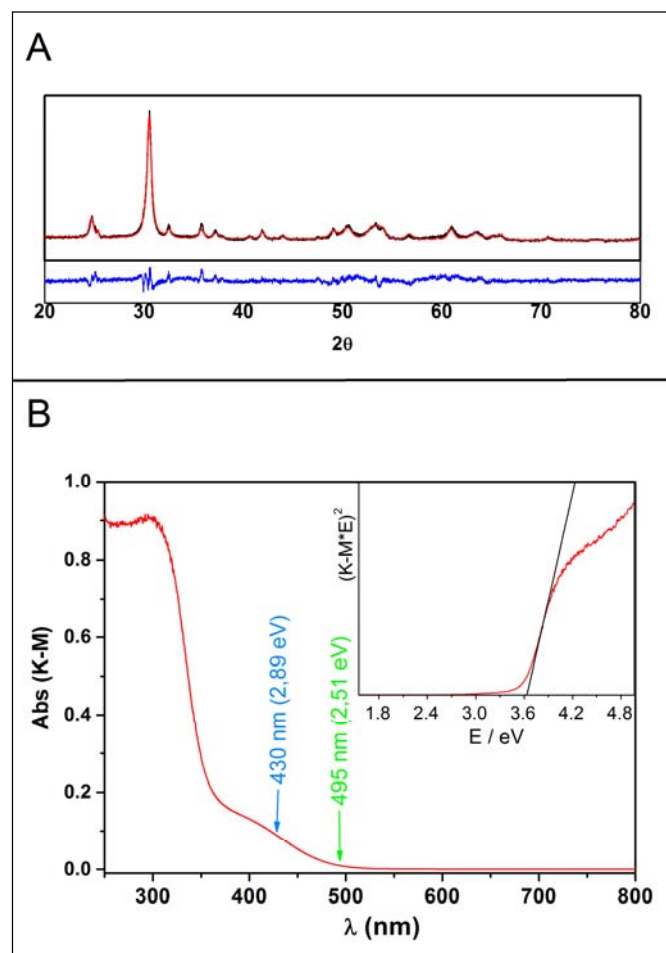 A
20 30 40 50 60 70 80
2θ
B
1.0
0.8
0.6
0.4
0.2
0.0
Abs (K-M)
300 400 500 600 700 800
λ (nm)
430 nm (2,89 eV)
495 nm (2,51 eV)
(K-M*E)²
1.8 2.4 3.0 3.6 4.2 4.8
E / eV